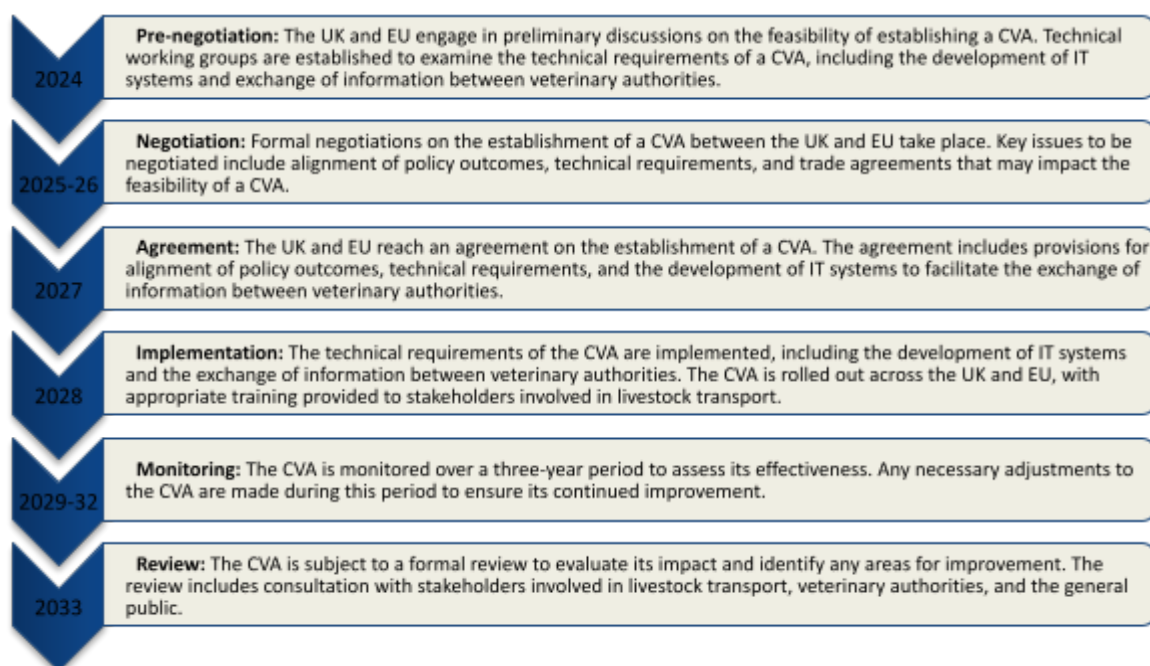 2024
Pre-negotiation: The UK and EU engage in preliminary discussions on the feasibility of establishing a CVA. Technical
working groups are established to examine the technical requirements of a CVA, including the development of IT
systems and exchange of information between veterinary authorities.
2025-26
Negotiation: Formal negotiations on the establishment of a CVA between the UK and EU take place. Key issues to be
negotiated include alignment of policy outcomes, technical requirements, and trade agreements that may impact the
feasibility of a CVA.
2027
Agreement: The UK and EU reach an agreement on the establishment of a CVA. The agreement includes provisions for
alignment of policy outcomes, technical requirements, and the development of IT systems to facilitate the exchange of
information between veterinary authorities.
2028
Implementation: The technical requirements of the CVA are implemented, including the development of IT systems
and the exchange of information between veterinary authorities. The CVA is rolled out across the UK and EU, with
appropriate training provided to stakeholders involved in livestock transport.
2029-32
Monitoring: The CVA is monitored over a three-year period to assess its effectiveness. Any necessary adjustments to
the CVA are made during this period to ensure its continued improvement.
2033
Review: The CVA is subject to a formal review to evaluate its impact and identify any areas for improvement. The
review includes consultation with stakeholders involved in livestock transport, veterinary authorities, and the general
public.